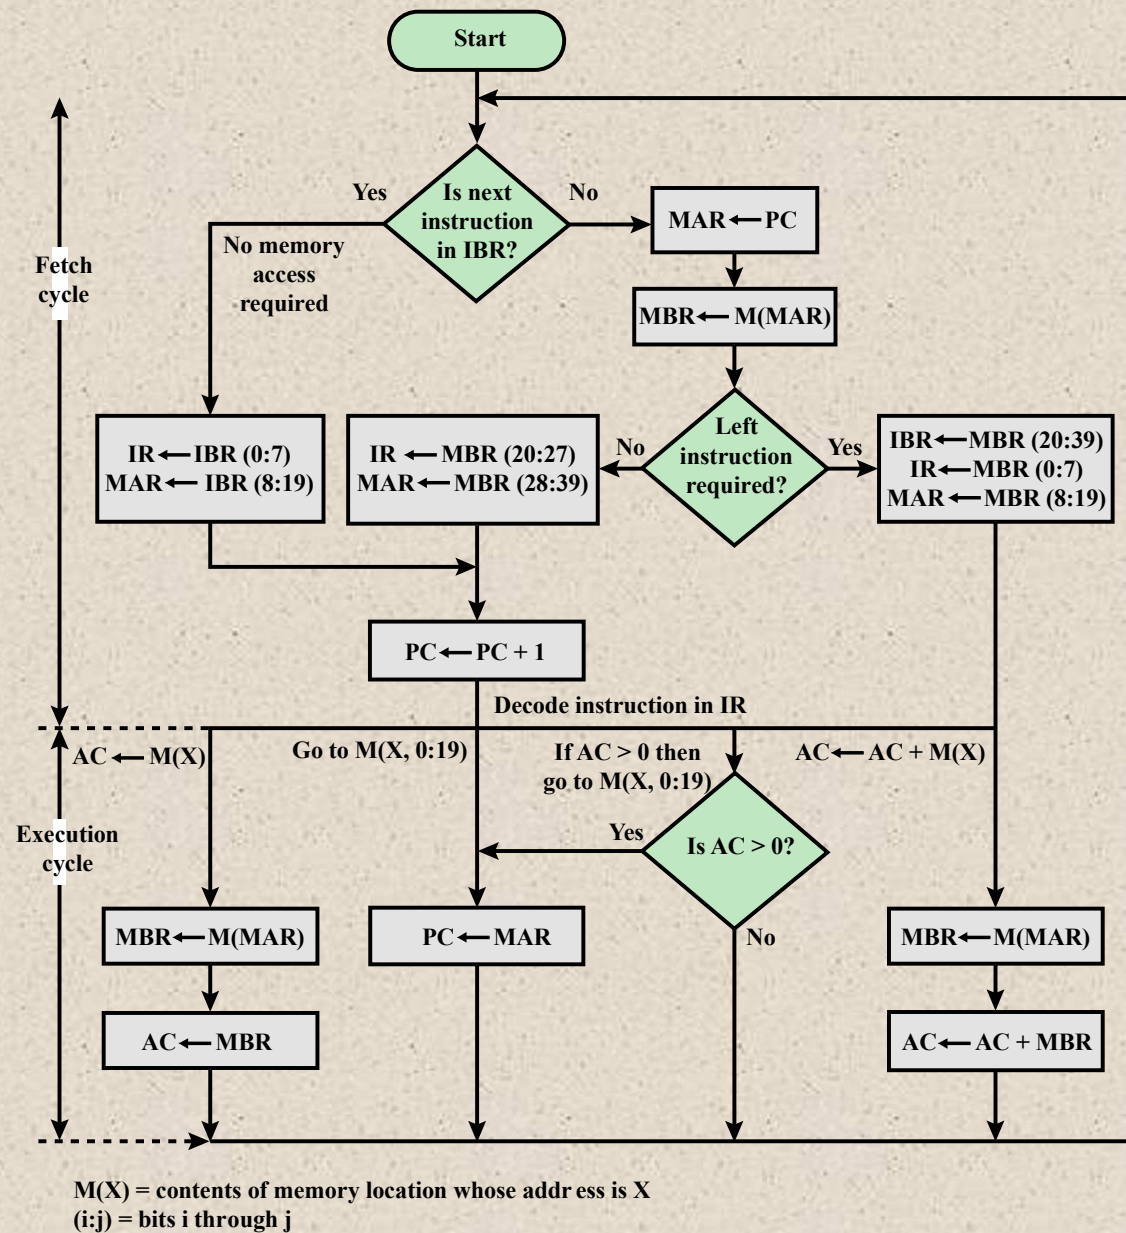 Start
Yes
Is next
instruction
in IBR?
No
MAR ← PC
No memory
access
required
Fetch
cycle
MBR ← M(MAR)
IR ← IBR (0:7)
MAR ← IBR (8:19)
IR ← MBR (20:27)
MAR ← MBR (28:39)
No
Left
instruction
required?
Yes
IBR ← MBR (20:39)
IR ← MBR (0:7)
MAR ← MBR (8:19)
PC ← PC + 1
Decode instruction in IR
AC ← M(X)
Go to M(X, 0:19)
If AC > 0 then
go to M(X, 0:19)
AC ← AC + M(X)
Execution
cycle
Yes
Is AC > 0?
No
MBR ← M(MAR)
PC ← MAR
MBR ← M(MAR)
AC ← MBR
AC ← AC + MBR
M(X) = contents of memory location whose addr ess is X
(i:j) = bits i through j